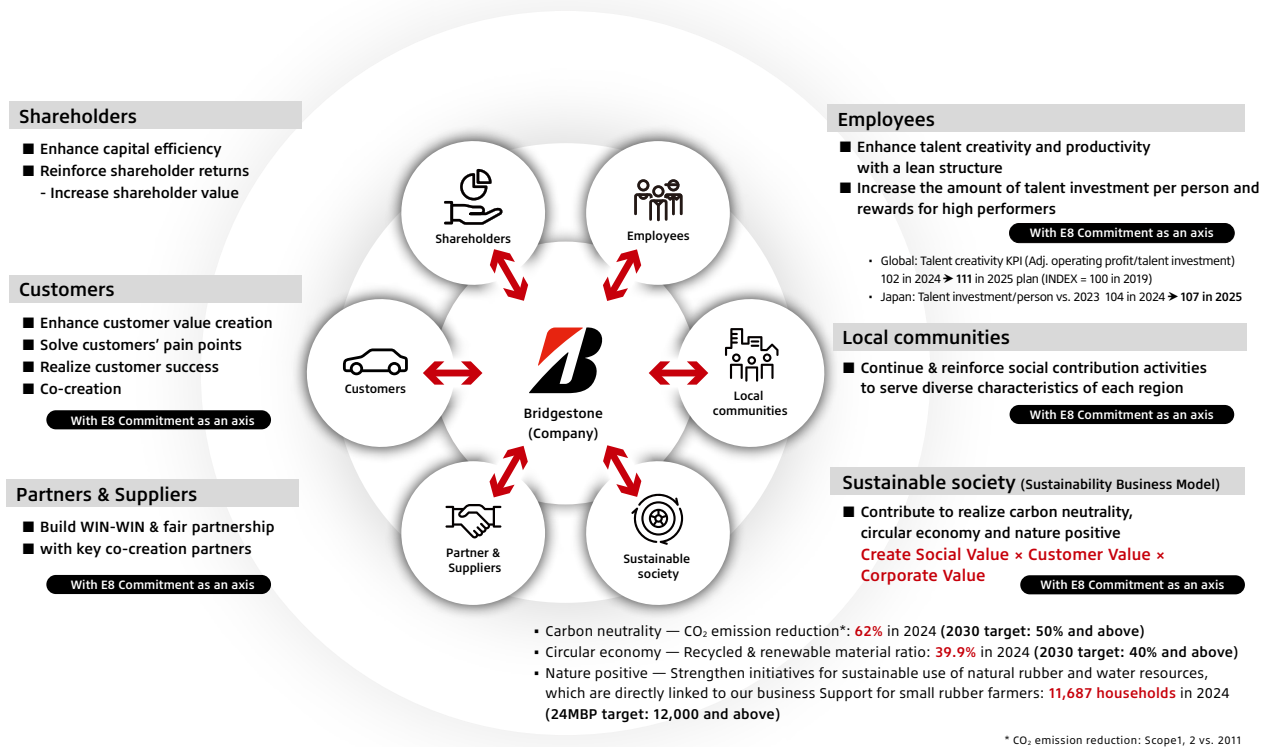 Shareholders
■ Enhance capital efficiency
■ Reinforce shareholder returns
- Increase shareholder value
Customers
■ Enhance customer value creation
■ Solve customers’ pain points
■ Realize customer success
■ Co-creation
With E8 Commitment as an axis
Partners & Suppliers
■ Build WIN-WIN & fair partnership
■ with key co-creation partners
With E8 Commitment as an axis
Shareholders
Employees
Customers
Bridgestone
(Company)
Local
communities
Partner &
Suppliers
Sustainable
society
Employees
■ Enhance talent creativity and productivity
with a lean structure
■ Increase the amount of talent investment per person and
rewards for high performers
With E8 Commitment as an axis
・ Global: Talent creativity KPI (Adj. operating profit/talent investment)
102 in 2024 ➔ 111 in 2025 plan (INDEX = 100 in 2019)
・ Japan: Talent investment/person vs. 2023 104 in 2024 ➔ 107 in 2025
Local communities
■ Continue & reinforce social contribution activities
to serve diverse characteristics of each region
With E8 Commitment as an axis
Sustainable society (Sustainability Business Model)
■ Contribute to realize carbon neutrality,
circular economy and nature positive
Create Social Value × Customer Value ×
Corporate Value
With E8 Commitment as an axis
▪ Carbon neutrality — CO₂ emission reduction*: 62% in 2024 (2030 target: 50% and above)
▪ Circular economy — Recycled & renewable material ratio: 39.9% in 2024 (2030 target: 40% and above)
▪ Nature positive — Strengthen initiatives for sustainable use of natural rubber and water resources,
which are directly linked to our business Support for small rubber farmers: 11,687 households in 2024
(24MBP target: 12,000 and above)
* CO₂ emission reduction: Scope1, 2 vs. 2011